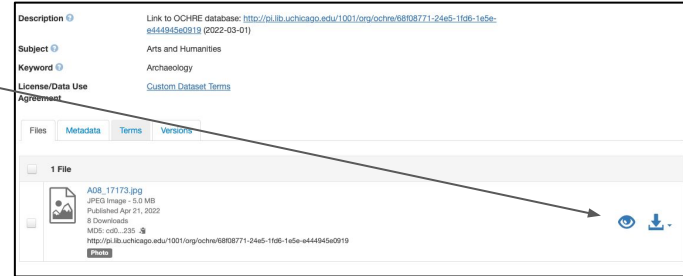 Description
Link to OCHRE database: http://pi.lib.uchicago.edu/1001/org/ochre/68f08771-24e5-1fd6-1e5e-
e444945e0919 (2022-03-01)
Subject
Arts and Humanities
Keyword
Archaeology
License/Data Use
Agreement
Custom Dataset Terms
Files Metadata Terms Versions
1 File
A08_17173.jpg
JPEG Image - 5.0 MB
Published Apr 21, 2022
8 Downloads
MD5: cd0...235
http://pi.lib.uchicago.edu/1001/org/ochre/68f08771-24e5-1fd6-1e5e-e444945e0919
Photo